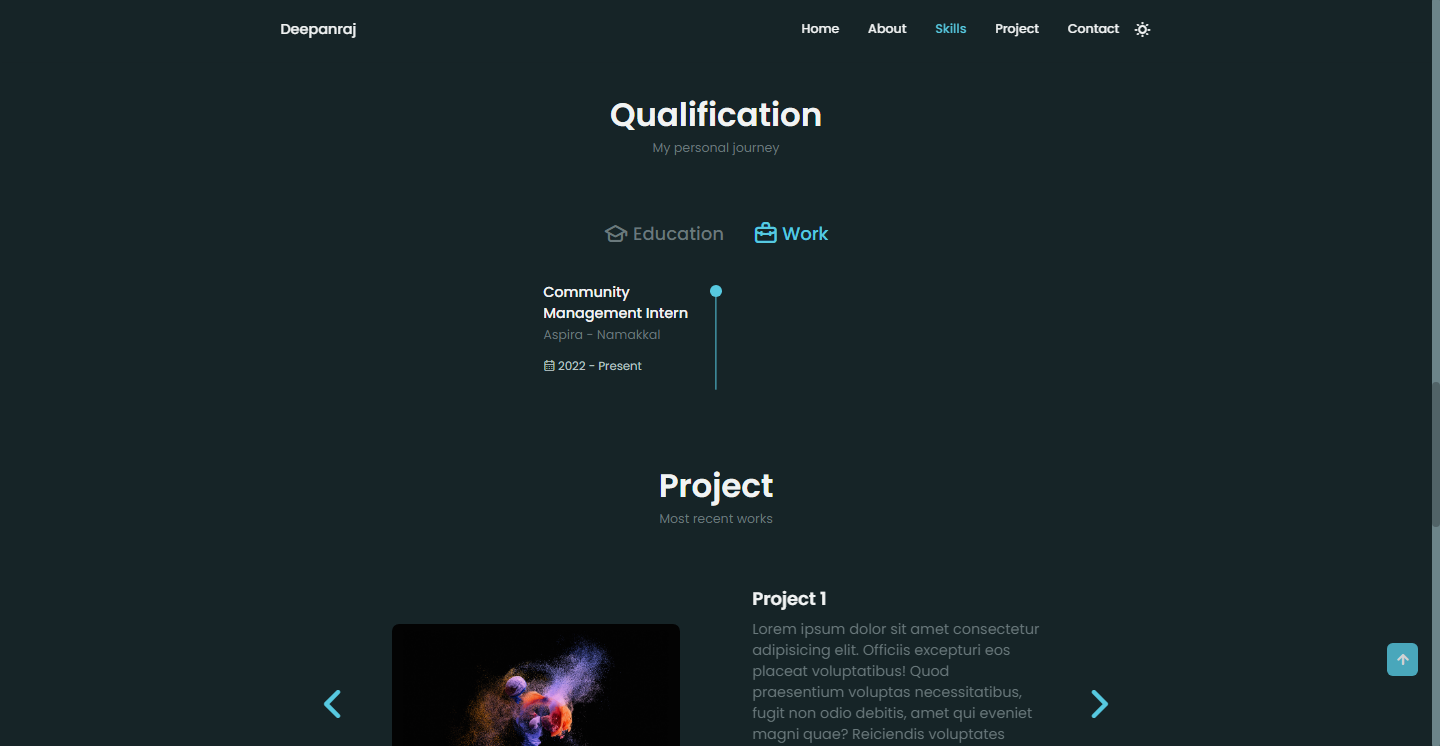 Deepanraj
Home About Skills Project Contact
Qualification
My personal journey
Education Work
Community
Management Intern
Aspira - Namakkal
2022 - Present
Project
Most recent works
Project 1
Lorem ipsum dolor sit amet consectetur
adipisicing elit. Officiis excepturi eos
placeat voluptatibus! Quod
praesentium voluptas necessitatibus,
fugit non odio debitis, amet qui eveniet
magni quae? Reiciendis voluptates